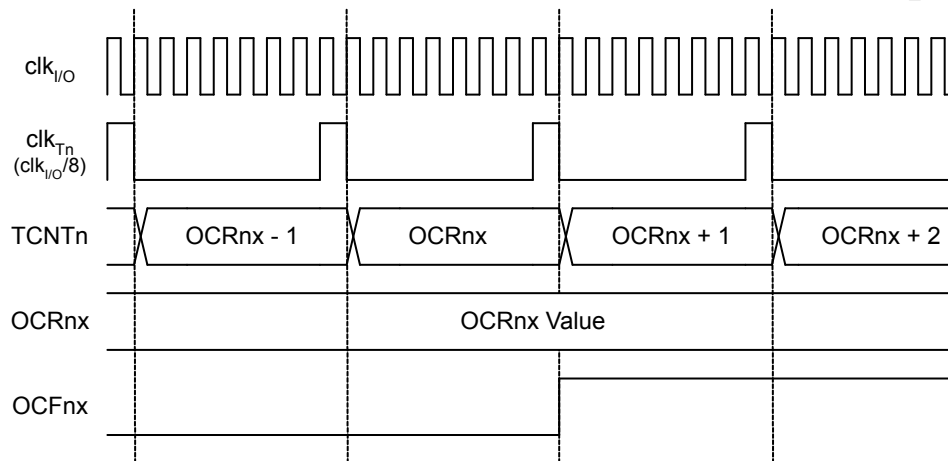 clkI/O
clkTn
(clkI/O/8)
TCNTn OCRnx - 1 OCRnx OCRnx + 1 OCRnx + 2
OCRnx OCRnx Value
OCFnx